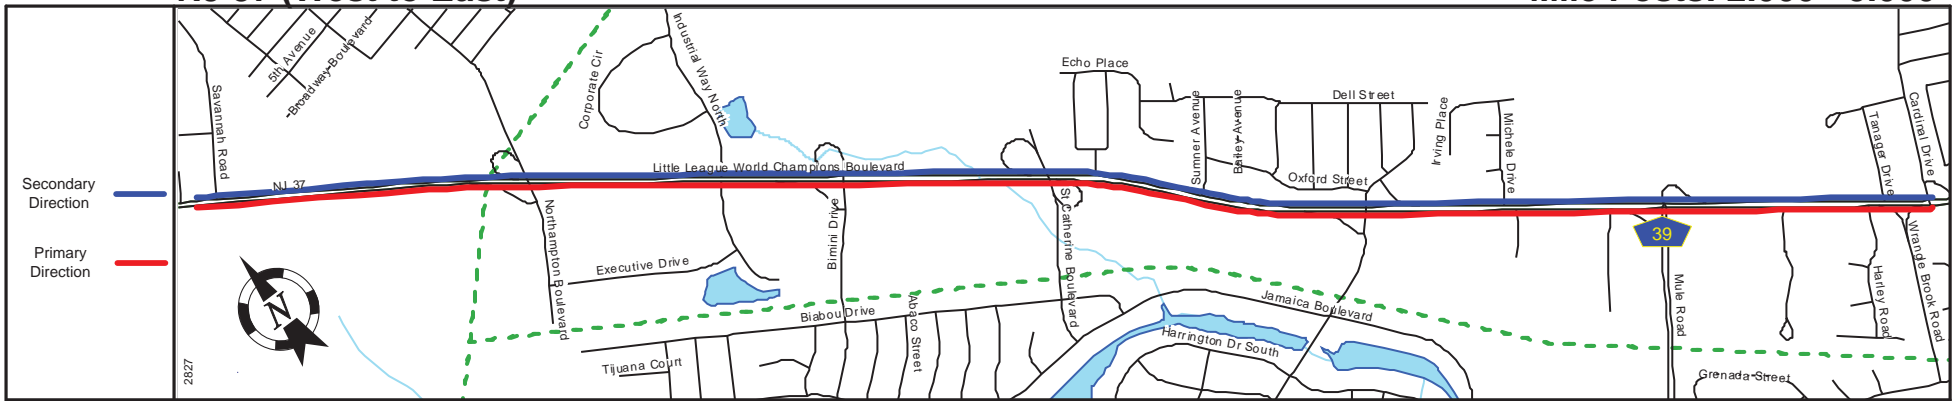 Secondary
Direction
Primary
Direction
2827
Savannah Road
5th Avenue
Broadway Boulevard
NJ 37
N
Corporate Cir
Industrial Way North
Little League World Champions Boulevard
Northampton Boulevard
Executive Drive
Bimini Drive
Biabou Drive
Tijuana Court
Abaco Street
Echo Place
St Catherine Boulevard
Summer Avenue
Bailey Avenue
Dell Street
Oxford Street
Irving Place
Michele Drive
Jamaica Boulevard
Harrington Dr South
39
Mule Road
Grenada Street
Tanager Drive
Cardinal Drive
Harley Road
Wrangle Brook Road